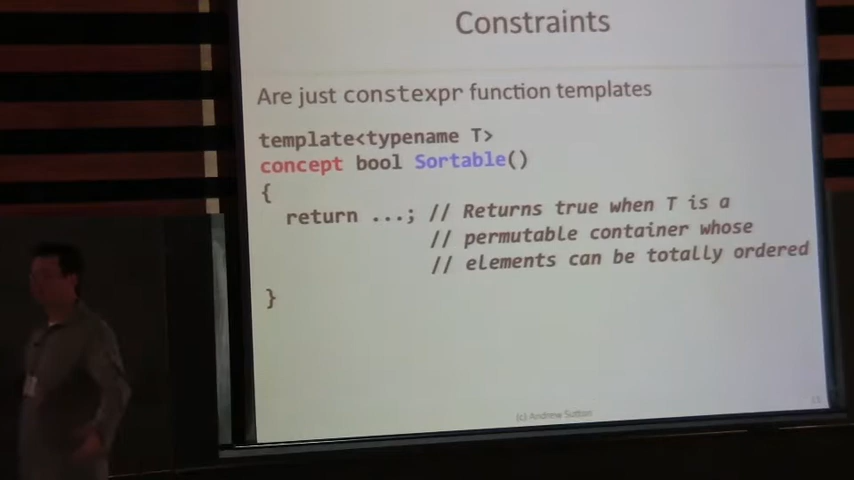 Constraints
Are just constexpr function templates
template<typename T>
concept bool Sortable()
{
return ...; // Returns true when T is a
// permutable container whose
// elements can be totally ordered
}
(c) Andrew Sutton